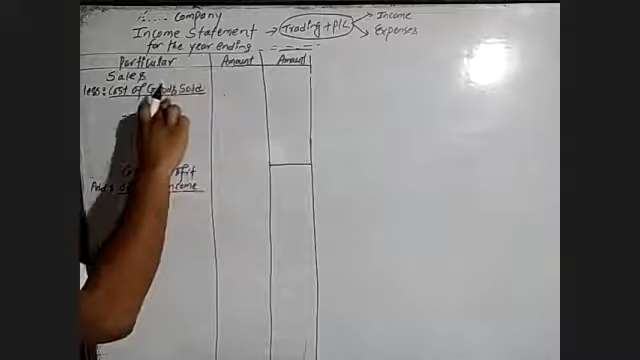 .... Company
Income Statement → Trading + P/L Income
for the year ending ----- Expenses
Particular Amount Amount
Sales
less: Cost of Goods Sold
Add: